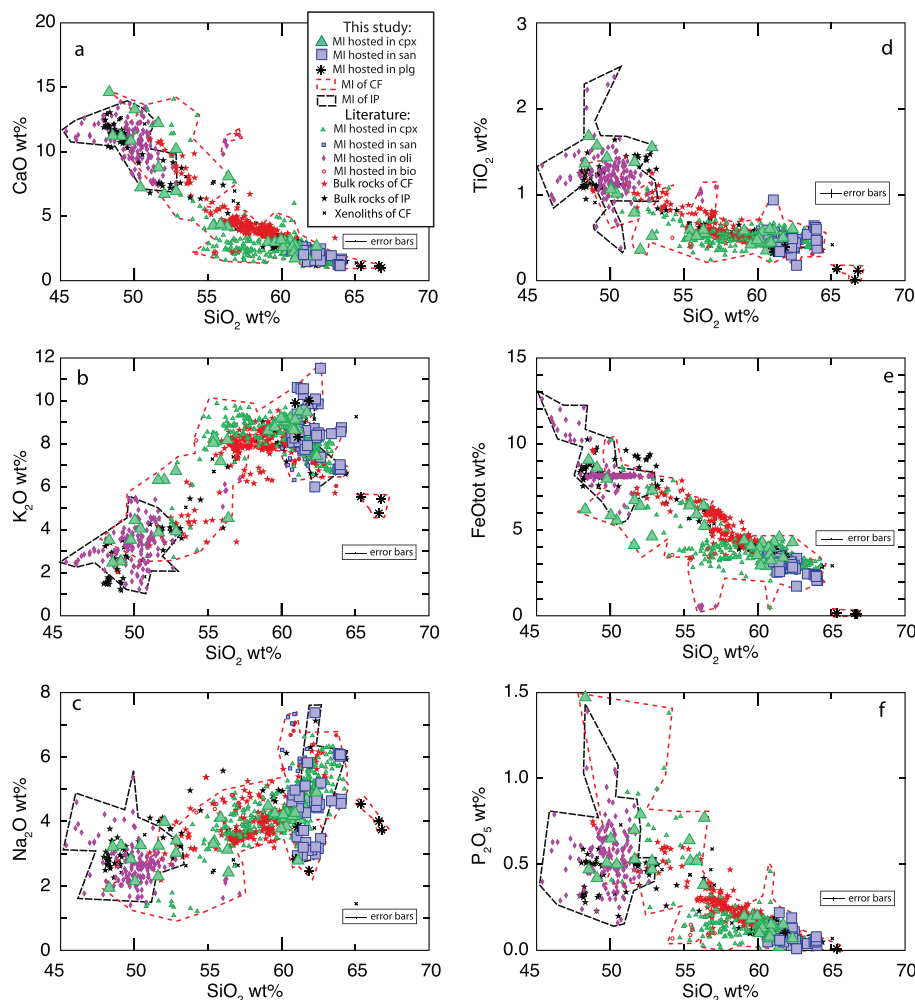 a
20
15
10
5
0
CaO wt%
45
50
55
60
65
70
SiO2 wt%
This study:
MI hosted in cpx
MI hosted in san
MI hosted in plg
MI of CF
MI of IP
Literature:
MI hosted in cpx
MI hosted in san
MI hosted in oli
MI hosted in bio
Bulk rocks of CF
Bulk rocks of IP
Xenoliths of CF
error bars
d
3
2
1
0
TiO2 wt%
error bars
45
50
55
60
65
70
SiO2 wt%
b
12
10
8
6
4
2
0
K2O wt%
error bars
45
50
55
60
65
70
SiO2 wt%
e
15
10
5
0
FeOtot wt%
error bars
45
50
55
60
65
70
SiO2 wt%
c
8
6
4
2
0
Na2O wt%
error bars
45
50
55
60
65
70
SiO2 wt%
f
1.5
1.0
0.5
0.0
P2O5 wt%
error bars
45
50
55
60
65
70
SiO2 wt%